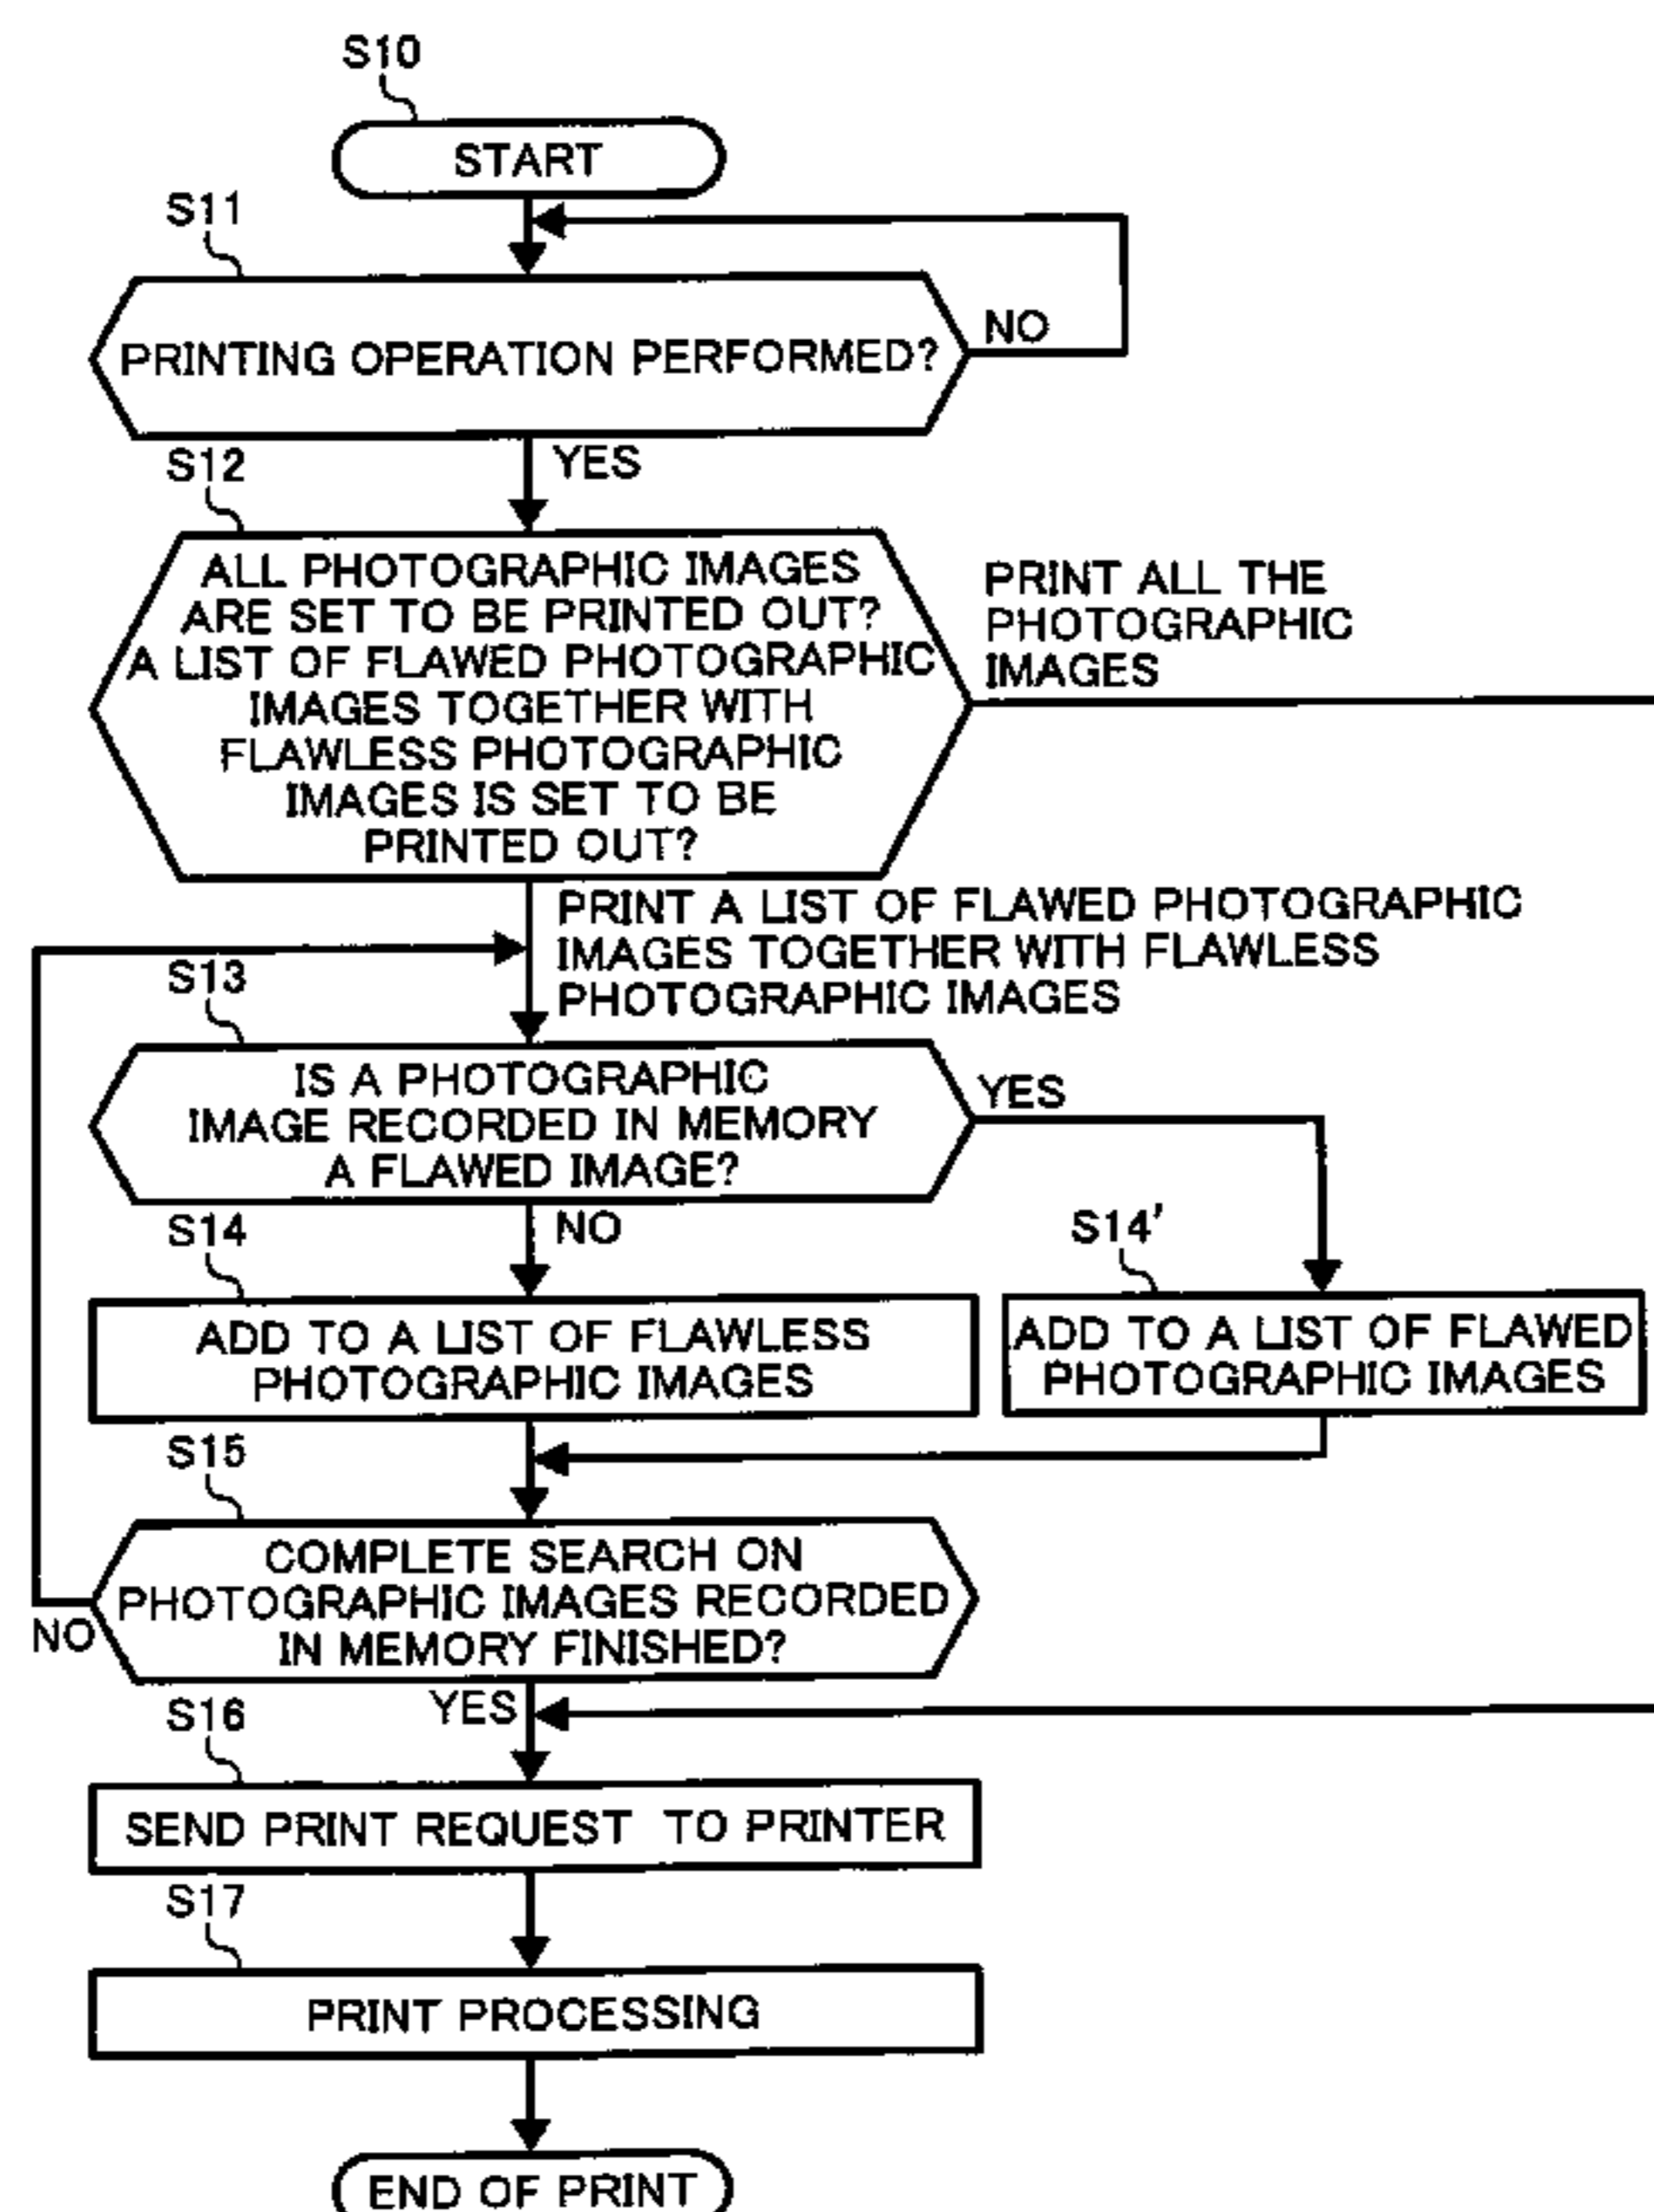 S10
START
S11
PRINTING OPERATION PERFORMED?
NO
YES
S12
ALL PHOTOGRAPHIC IMAGES
ARE SET TO BE PRINTED OUT?
A LIST OF FLAWED PHOTOGRAPHIC
IMAGES TOGETHER WITH
FLAWLESS PHOTOGRAPHIC
IMAGES IS SET TO BE
PRINTED OUT?
PRINT ALL THE
PHOTOGRAPHIC
IMAGES
PRINT A LIST OF FLAWED PHOTOGRAPHIC
IMAGES TOGETHER WITH FLAWLESS
PHOTOGRAPHIC IMAGES
S13
IS A PHOTOGRAPHIC
IMAGE RECORDED IN MEMORY
A FLAWED IMAGE?
YES
NO
S14
ADD TO A LIST OF FLAWLESS
PHOTOGRAPHIC IMAGES
S14'
ADD TO A LIST OF FLAWED
PHOTOGRAPHIC IMAGES
S15
COMPLETE SEARCH ON
PHOTOGRAPHIC IMAGES RECORDED
IN MEMORY FINISHED?
NO
YES
S16
SEND PRINT REQUEST TO PRINTER
S17
PRINT PROCESSING
END OF PRINT